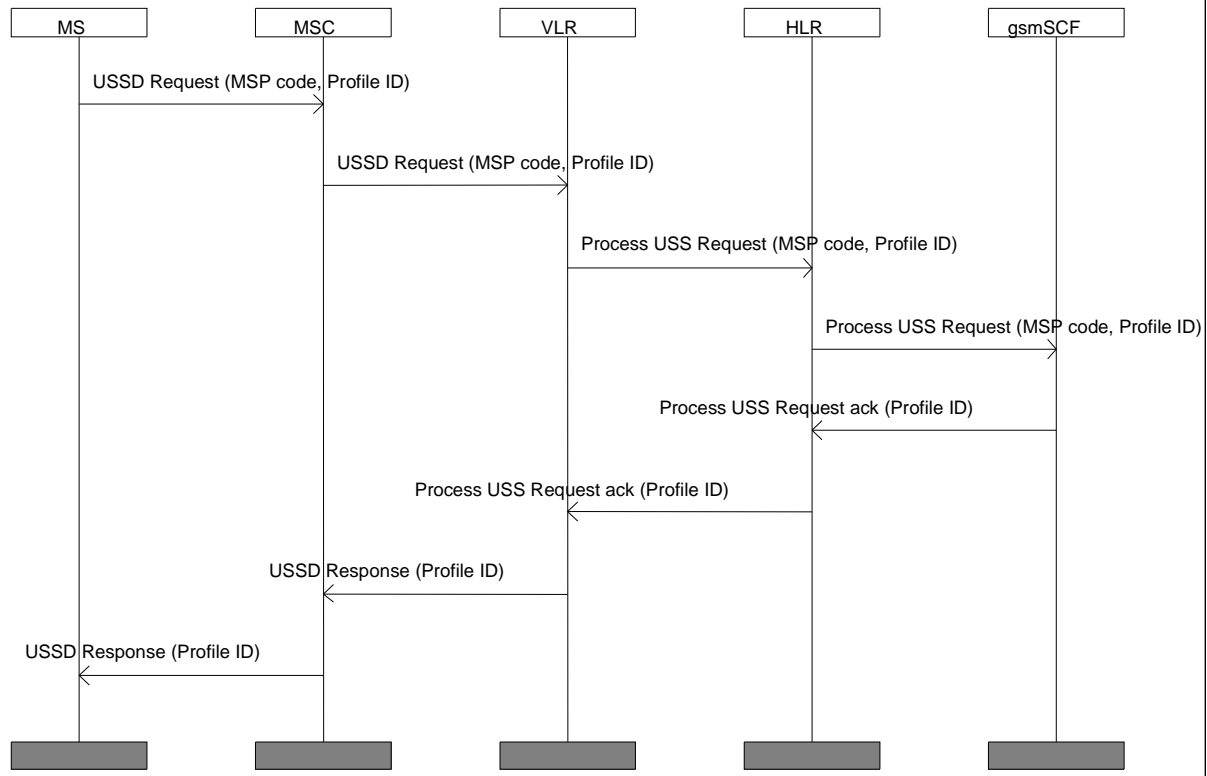 MS MSC VLR HLR gsmSCF
USSD Request (MSP code, Profile ID)
USSD Request (MSP code, Profile ID)
Process USS Request (MSP code, Profile ID)
Process USS Request (MSP code, Profile ID)
Process USS Request ack (Profile ID)
Process USS Request ack (Profile ID)
USSD Response (Profile ID)
USSD Response (Profile ID)